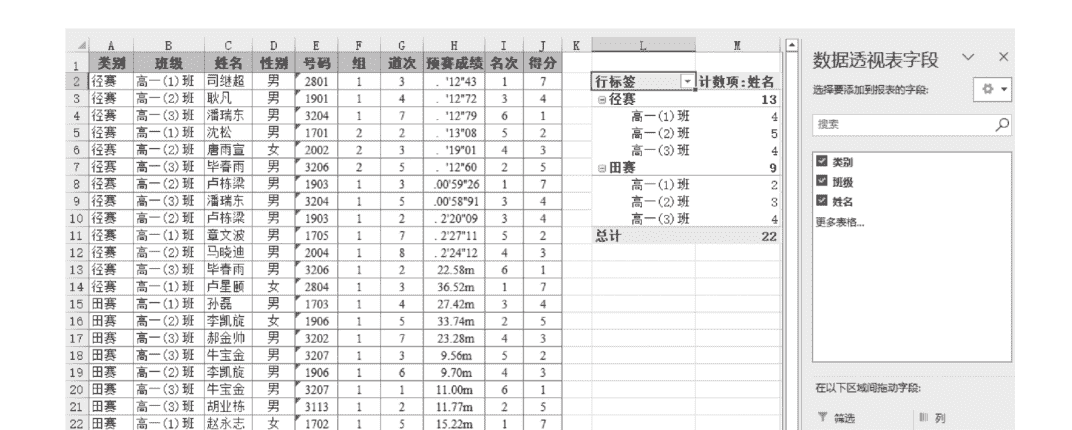 A B C D E F G H I J K L M
1 类别 班级 姓名 性别 号码 组 道次 预赛成绩 名次 得分
2 径赛 高一(1)班 司继超 男 2801 1 3 . '12"43 1 7 行标签 计数项:姓名
3 径赛 高一(2)班 耿凡 男 1901 1 4 . '12"72 3 4 径赛 13
4 径赛 高一(3)班 潘瑞东 男 3204 1 7 . '12"79 6 1 高一(1)班 4
5 径赛 高一(1)班 沈松 男 1701 2 2 . '13"08 5 2 高一(2)班 5
6 径赛 高一(2)班 唐雨宣 女 2002 2 3 . '19"01 4 3 高一(3)班 4
7 径赛 高一(3)班 毕春雨 男 3206 2 5 . '12"60 2 5 田赛 9
8 径赛 高一(2)班 卢栋梁 男 1903 1 3 .00'59"26 1 7 高一(1)班 2
9 径赛 高一(3)班 潘瑞东 男 3204 1 5 .00'58"91 3 4 高一(2)班 3
10 径赛 高一(2)班 卢栋梁 男 1903 1 2 . 2'20"09 3 4 高一(3)班 4
11 径赛 高一(1)班 章文波 男 1705 1 7 . 2'27"11 5 2 总计 22
12 径赛 高一(2)班 马晓迪 男 2004 1 8 . 2'24"12 4 3
13 径赛 高一(3)班 毕春雨 男 3206 1 2 22.58m 6 1
14 径赛 高一(1)班 卢星颐 女 2804 1 3 36.52m 1 7
15 田赛 高一(1)班 孙磊 男 1703 1 4 27.42m 3 4
16 田赛 高一(2)班 李凯旋 女 1906 1 5 33.74m 2 5
17 田赛 高一(3)班 郝金帅 男 3202 1 7 23.28m 4 3
18 田赛 高一(3)班 牛宝金 男 3207 1 3 9.56m 5 2
19 田赛 高一(2)班 李凯旋 男 1906 1 6 9.70m 4 3
20 田赛 高一(3)班 牛宝金 男 3207 1 1 11.00m 6 1
21 田赛 高一(3)班 胡业栋 男 3113 1 2 11.77m 2 5
22 田赛 高一(1)班 赵永志 女 1702 1 5 15.22m 1 7
数据透视表字段
选择要添加到报表的字段:
搜索
类别
班级
姓名
更多表格...
在以下区域间拖动字段:
筛选 列